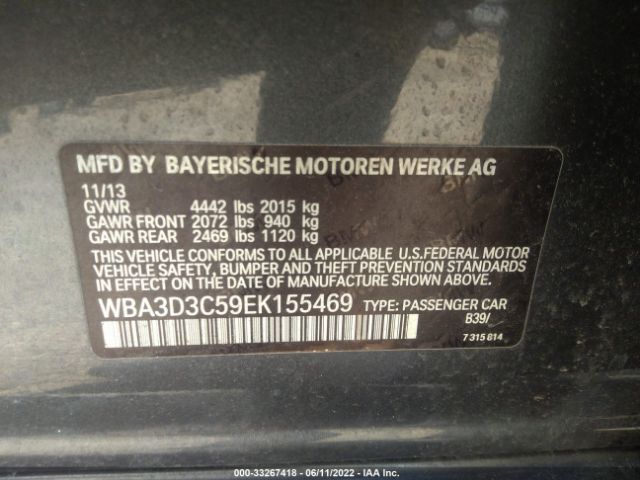 MFD BY BAYERISCHE MOTOREN WERKE AG
11/13
GVWR 4442 lbs 2015 kg
GAWR FRONT 2072 lbs 940 kg
GAWR REAR 2469 lbs 1120 kg
THIS VEHICLE CONFORMS TO ALL APPLICABLE U.S.FEDERAL MOTOR
VEHICLE SAFETY, BUMPER, AND THEFT PREVENTION STANDARDS
IN EFFECT ON THE DATE OF MANUFACTURE SHOWN ABOVE.
WBA3D3C59EK155469 TYPE: PASSENGER CAR
B39/
7 315 814
000-33267418 - 06/11/2022 - IAA Inc.